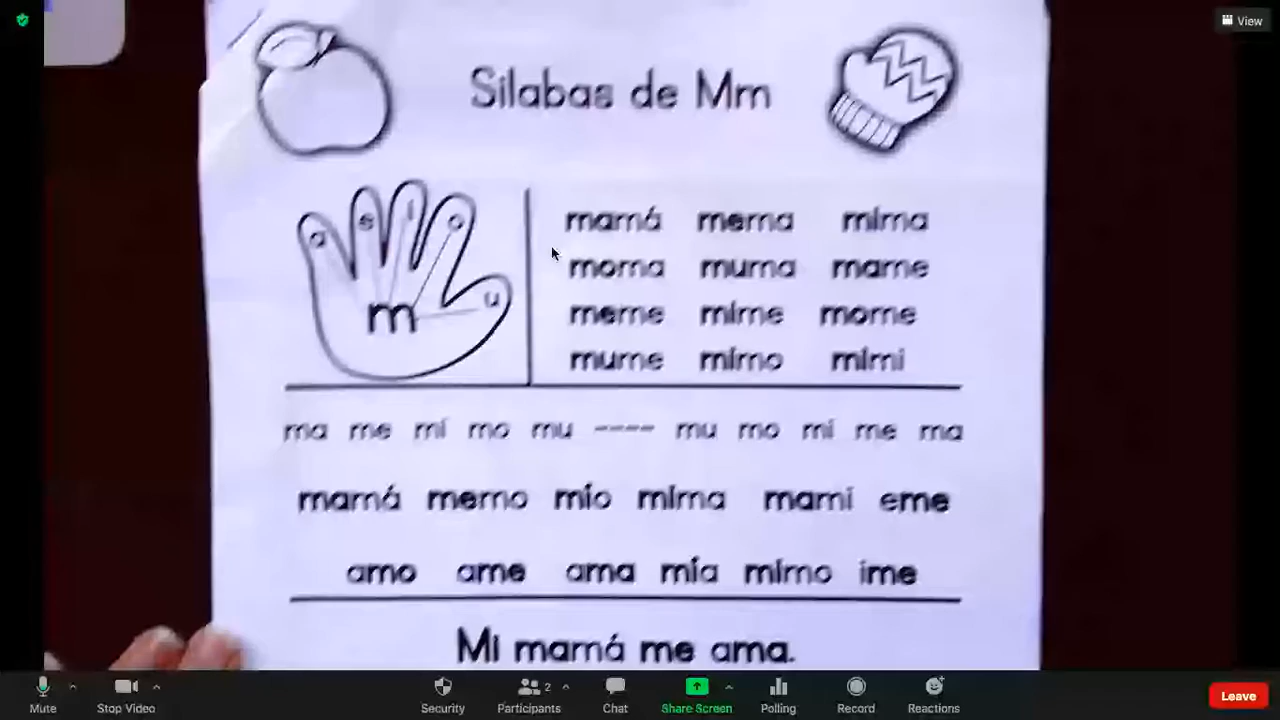 View
Silabas de Mm
a e i o u
m
mamá mema mima
moma muma mame
meme mime mome
mume mimo mimi
ma me mi mo mu ---- mu mo mi me ma
mamá memo mío mima mami eme
amo ame ama mía mimo ime
Mi mamá me ama.
Mute Stop Video Security Participants 2 Chat Share Screen Polling Record Reactions Leave